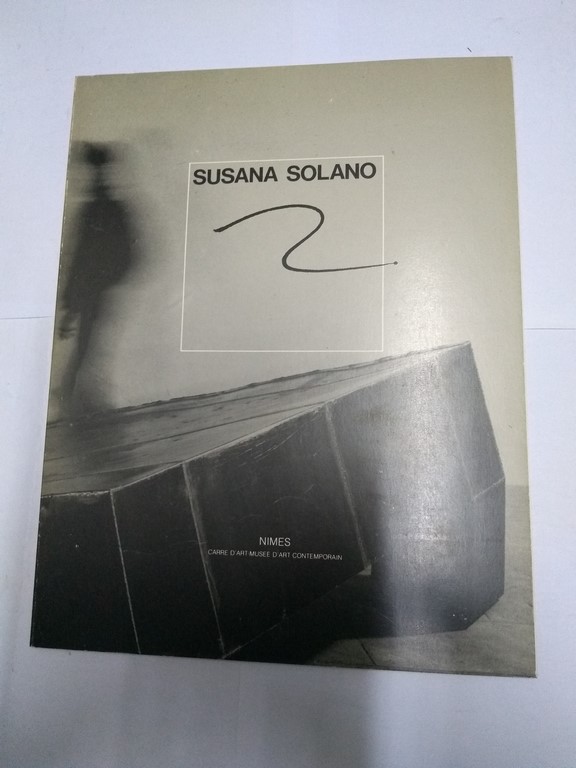 SUSANA SOLANO
NIMES
CARRE D'ART·MUSEE D'ART CONTEMPORAIN